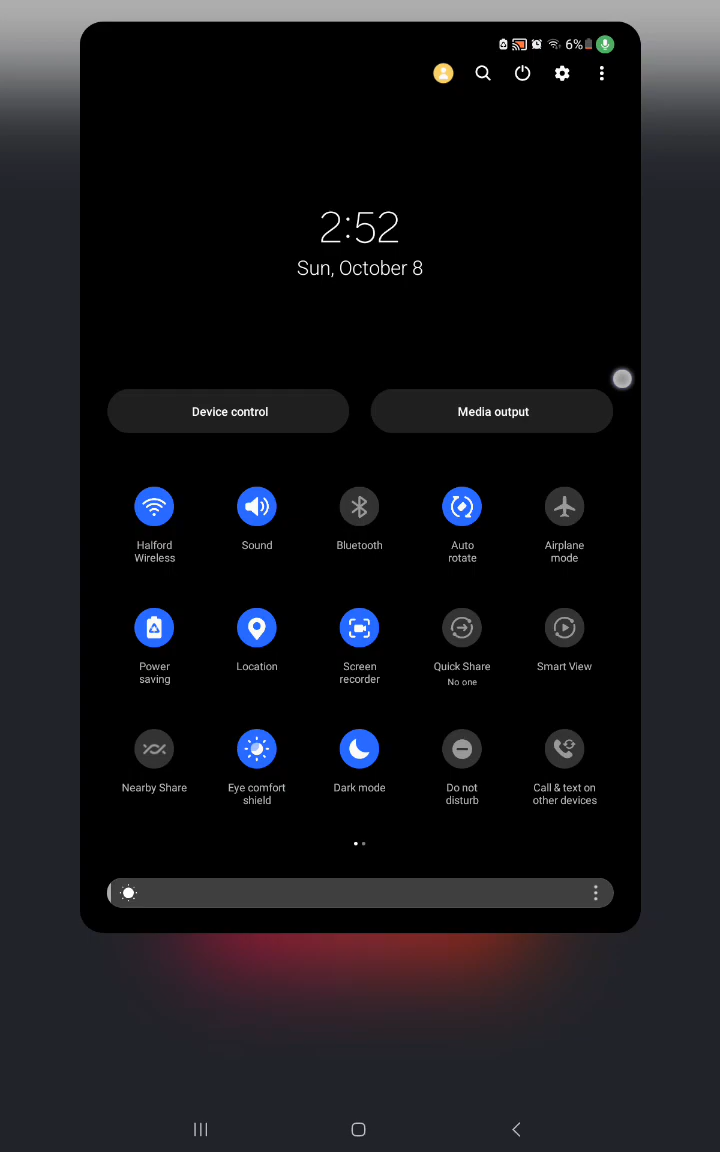 6%
2:52
Sun, October 8
Device control
Media output
Halford
Wireless
Sound
Bluetooth
Auto
rotate
Airplane
mode
Power
saving
Location
Screen
recorder
Quick Share
No one
Smart View
Nearby Share
Eye comfort
shield
Dark mode
Do not
disturb
Call & text on
other devices